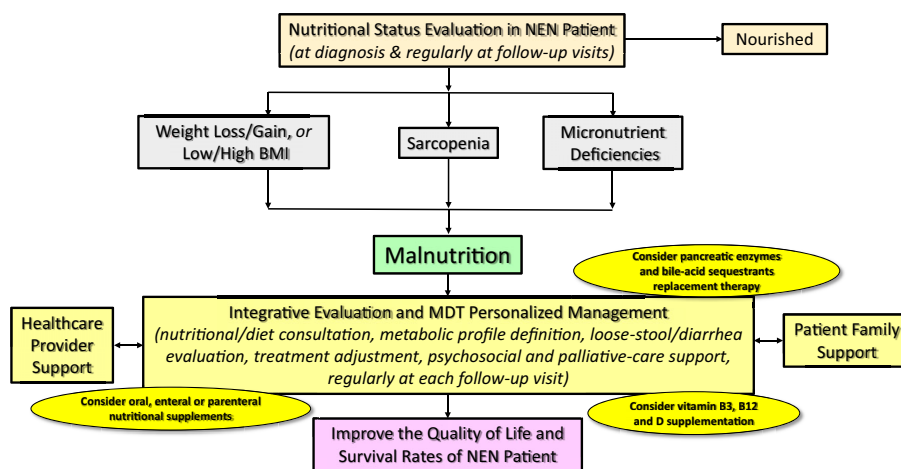 Nutritional Status Evaluation in NEN Patient
(at diagnosis & regularly at follow-up visits)
Nourished
Weight Loss/Gain, or
Low/High BMI
Sarcopenia
Micronutrient
Deficiencies
Malnutrition
Consider pancreatic enzymes
and bile-acid sequestrants
replacement therapy
Healthcare
Provider
Support
Integrative Evaluation and MDT Personalized Management
(nutritional/diet consultation, metabolic profile definition, loose-stool/diarrhea
evaluation, treatment adjustment, psychosocial and palliative-care support,
regularly at each follow-up visit)
Patient Family
Support
Consider oral, enteral or parenteral
nutritional supplements
Consider vitamin B3, B12
and D supplementation
Improve the Quality of Life and
Survival Rates of NEN Patient